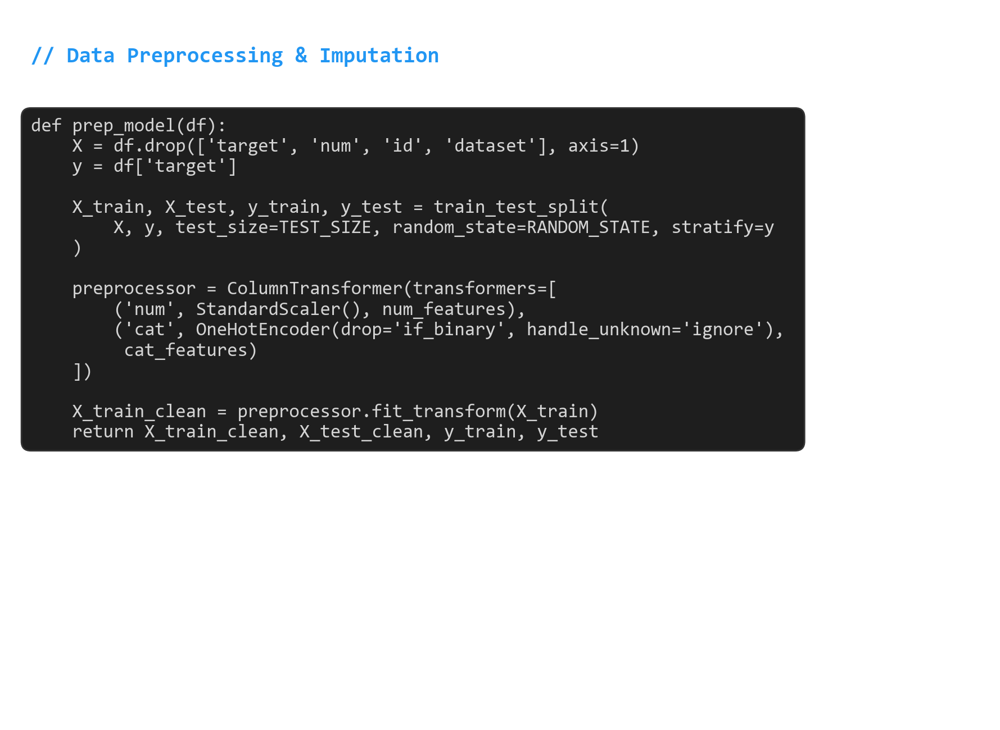 // Data Preprocessing & Imputation
def prep_model(df):
    X = df.drop(['target', 'num', 'id', 'dataset'], axis=1)
    y = df['target']
    X_train, X_test, y_train, y_test = train_test_split(
        X, y, test_size=TEST_SIZE, random_state=RANDOM_STATE, stratify=y
    )
    preprocessor = ColumnTransformer(transformers=[
        ('num', StandardScaler(), num_features),
        ('cat', OneHotEncoder(drop='if_binary', handle_unknown='ignore'),
         cat_features)
    ])
    X_train_clean = preprocessor.fit_transform(X_train)
    return X_train_clean, X_test_clean, y_train, y_test